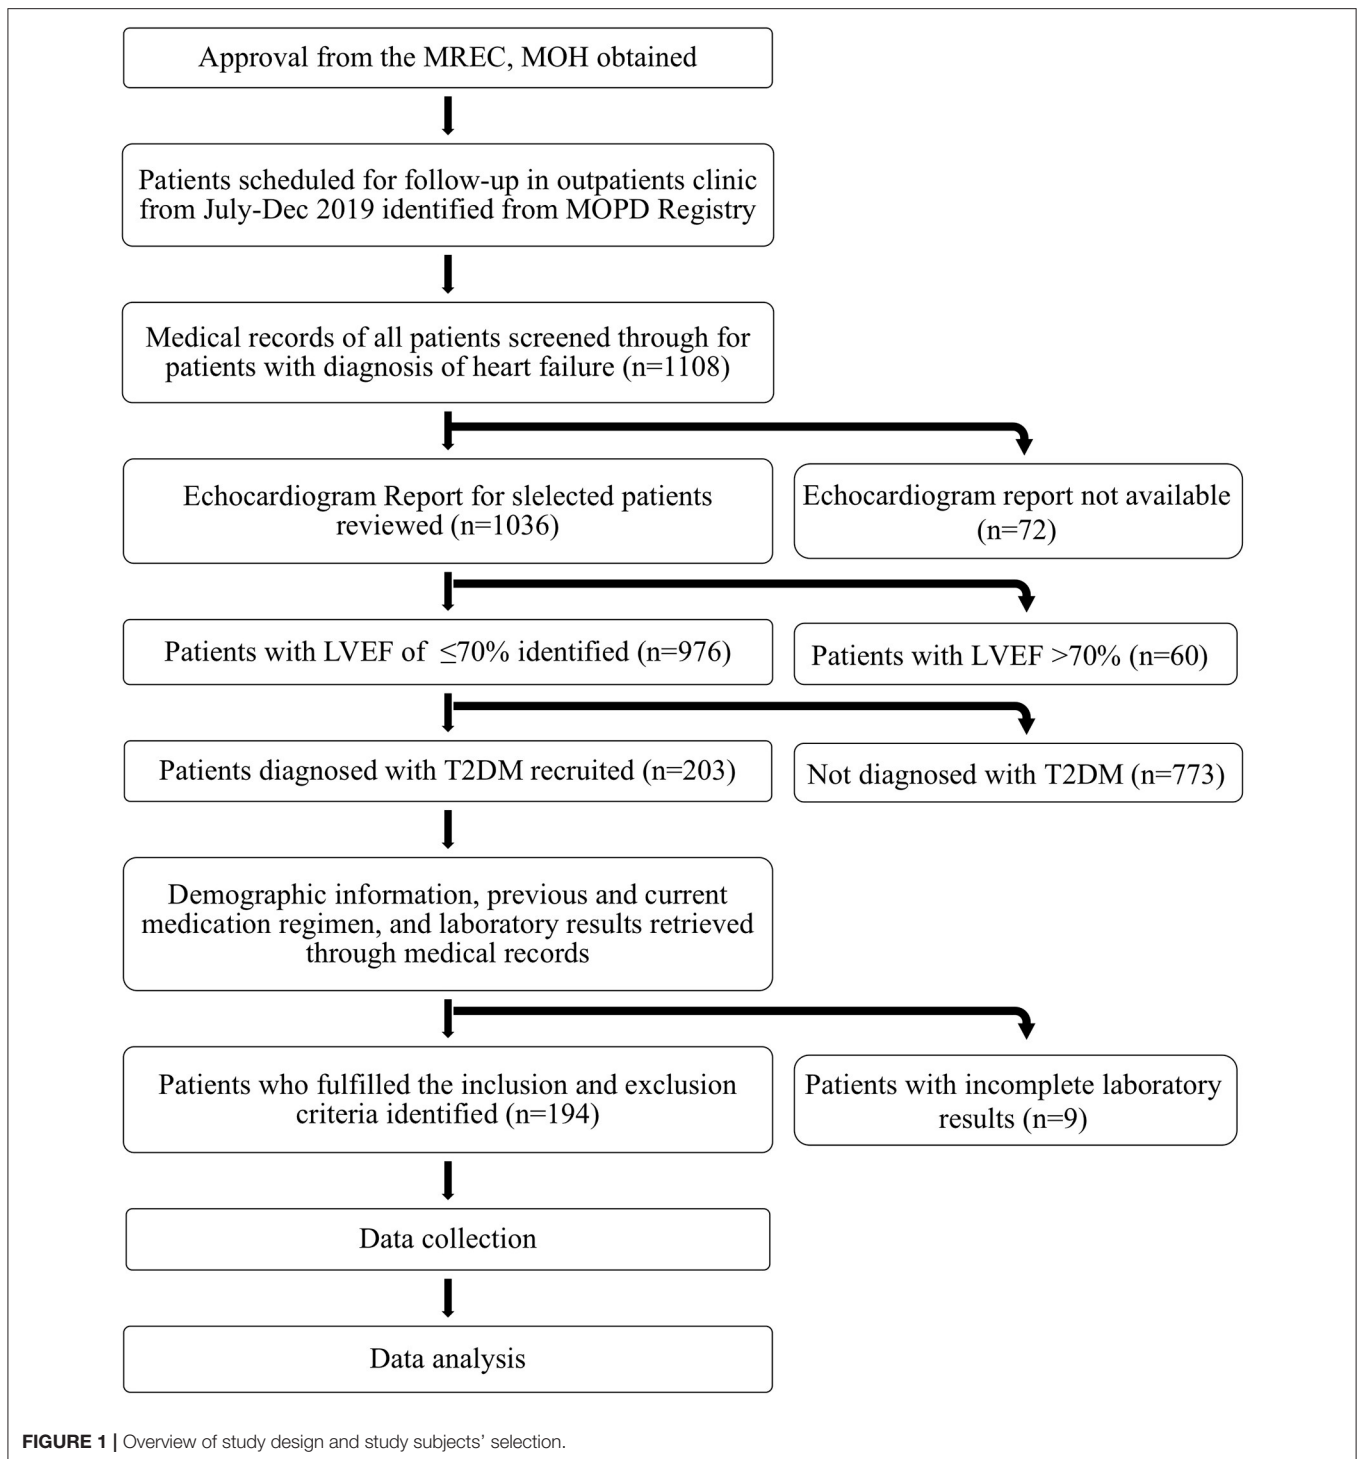 Approval from the MREC, MOH obtained
Patients scheduled for follow-up in outpatients clinic
from July-Dec 2019 identified from MOPD Registry
Medical records of all patients screened through for
patients with diagnosis of heart failure (n=1108)
Echocardiogram Report for slelected patients
reviewed (n=1036)
Echocardiogram report not available
(n=72)
Patients with LVEF of ≤70% identified (n=976)
Patients with LVEF >70% (n=60)
Patients diagnosed with T2DM recruited (n=203)
Not diagnosed with T2DM (n=773)
Demographic information, previous and current
medication regimen, and laboratory results retrieved
through medical records
Patients who fulfilled the inclusion and exclusion
criteria identified (n=194)
Patients with incomplete laboratory
results (n=9)
Data collection
Data analysis
FIGURE 1 | Overview of study design and study subjects' selection.